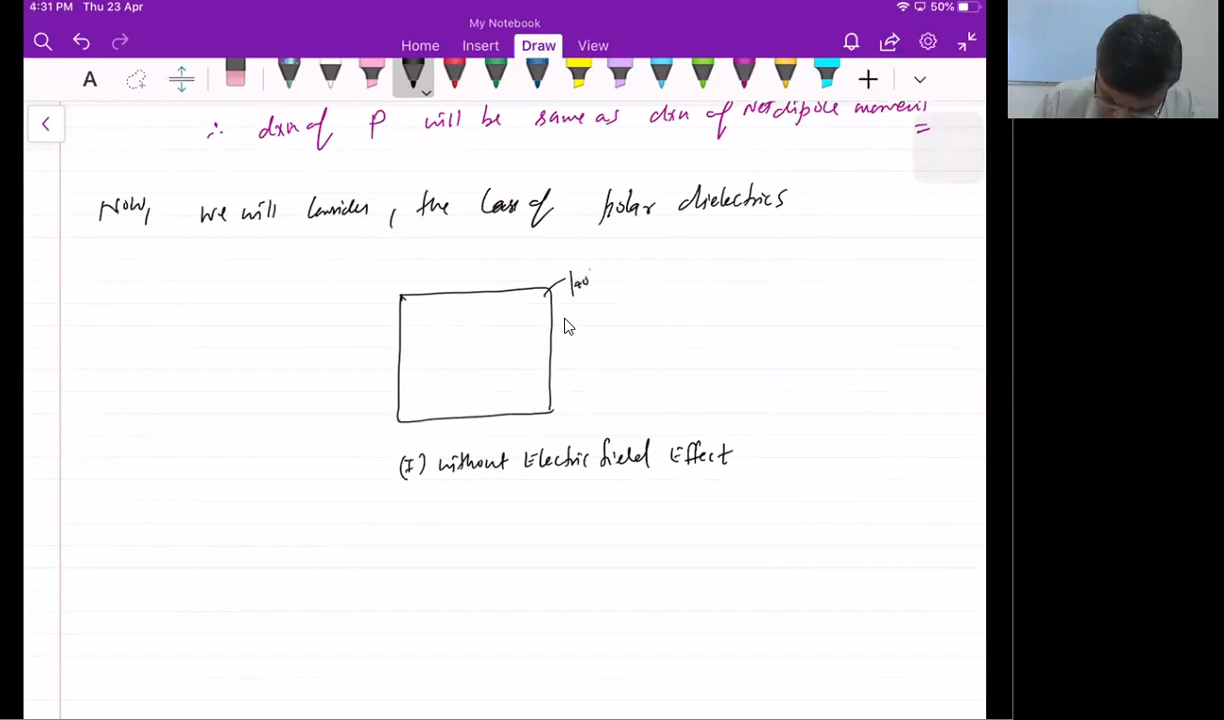 4:31 PM Thu 23 Apr
50%
My Notebook
Home Insert Draw View
A
∴ dxn of P will be same as dxn of Net dipole moment
Now, we will Consider, the Case of polar dielectrics
(I) without Electric field Effect